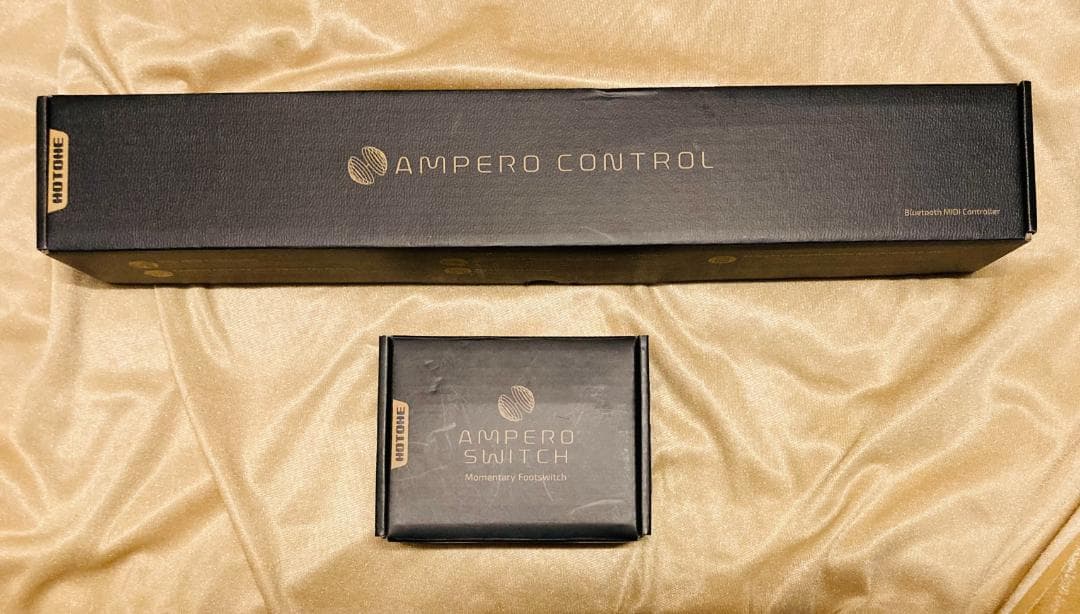 HOTONE
AMPERO CONTROL
Bluetooth MIDI Controller
HOTONE
AMPERO
SWITCH
Momentary Footswitch